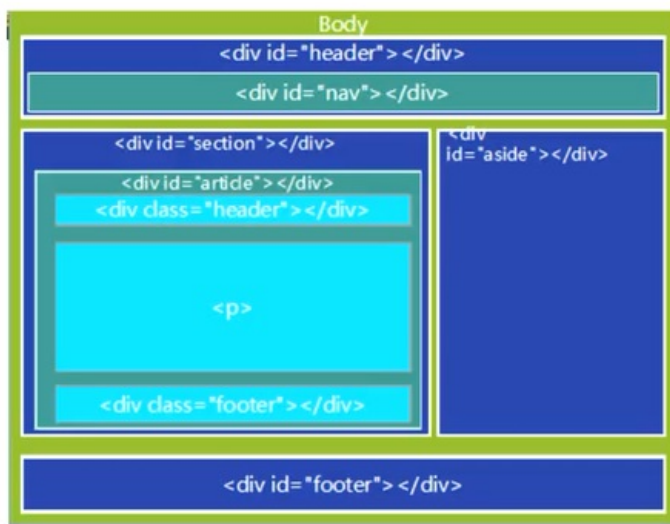 Body
<div id="header"></div>
<div id="nav"></div>
<div id="section"></div>
<div
id="aside"></div>
<div id="article"></div>
<div class="header"></div>
<p>
<div class="footer"></div>
<div id="footer"></div>